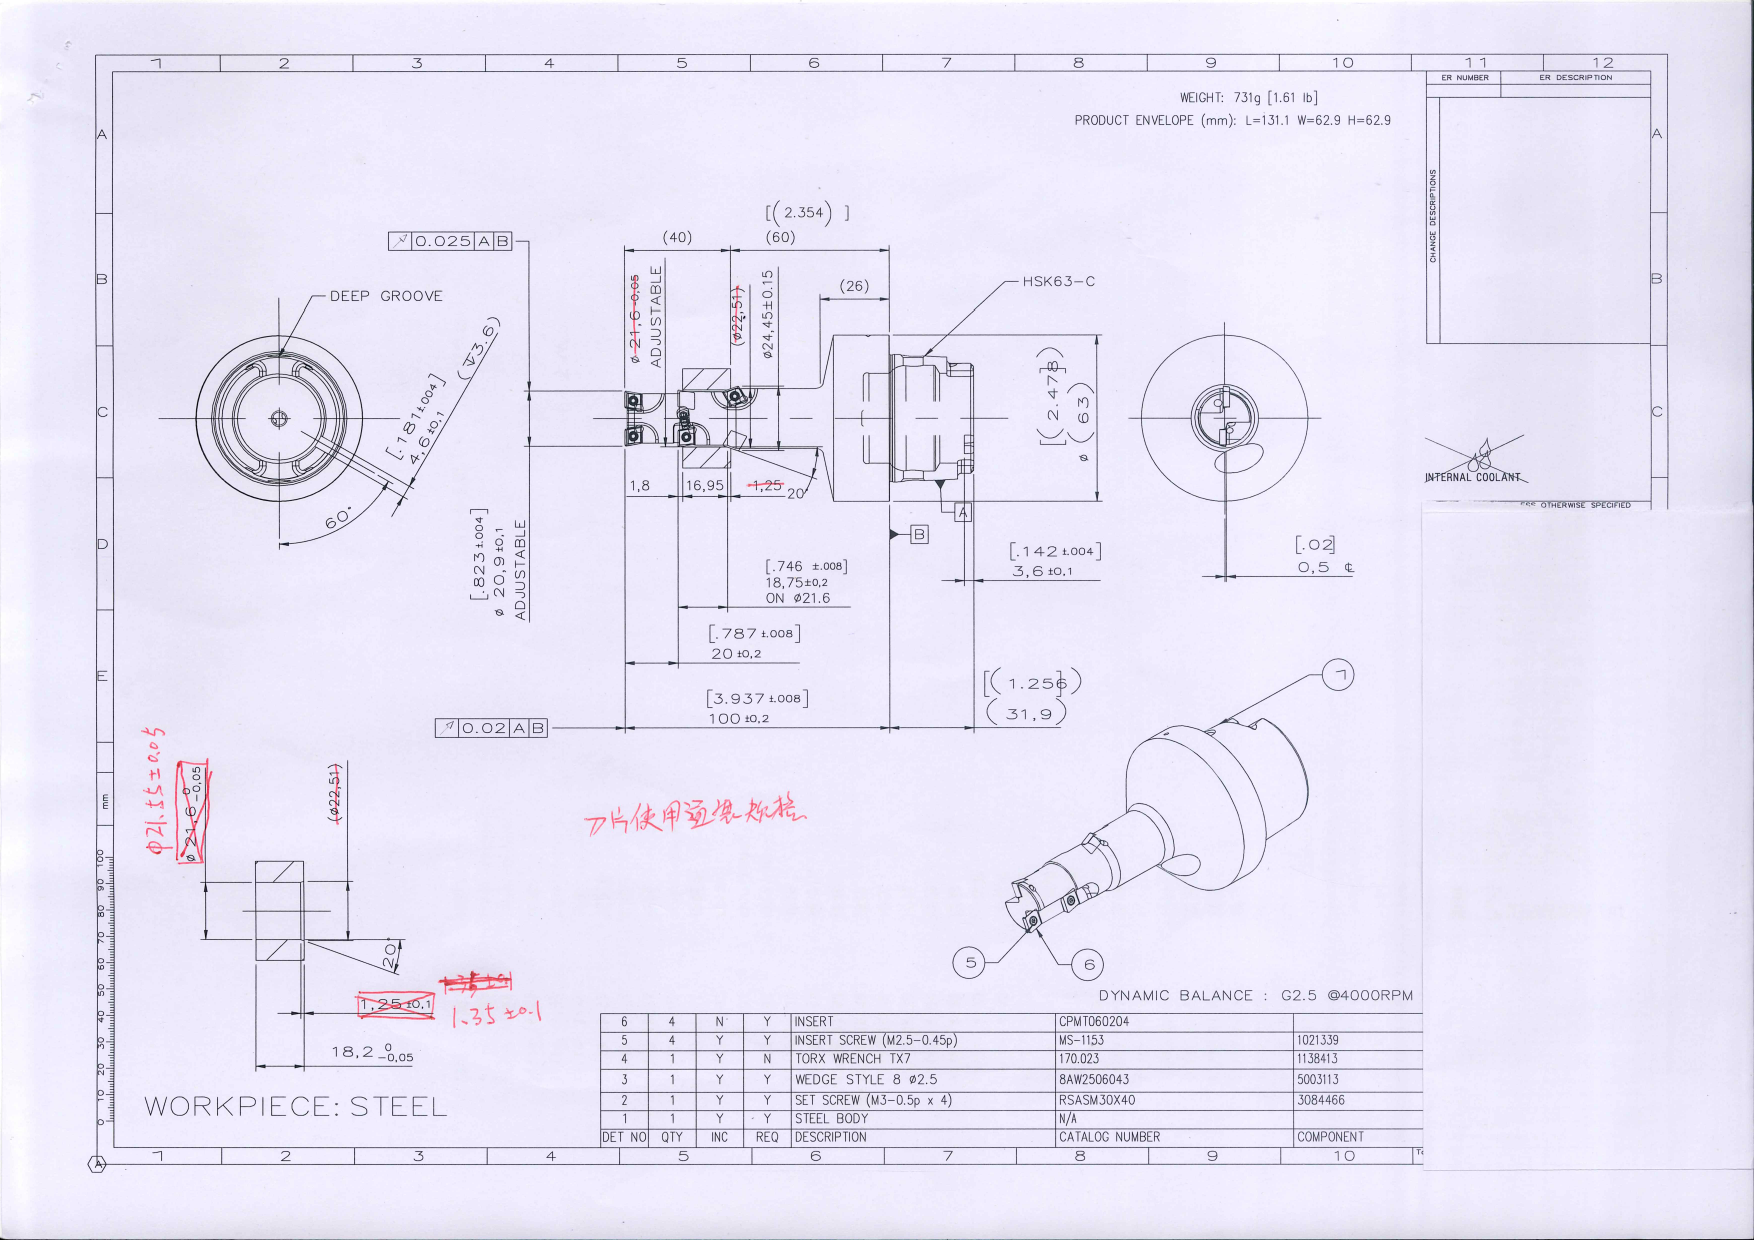 1 2 3 4 5 6 7 8 9 10 11 12
ER NUMBER ER DESCRIPTION
CHANGE DESCRIPTIONS
WEIGHT: 731g [1.61 lb]
PRODUCT ENVELOPE (mm): L=131.1 W=62.9 H=62.9
A
A
B
B
C
C
D
E
mm
0.025 A B
DEEP GROOVE
[.181±.004]
4,6±0,1
(↧3.6)
60°
[(2.354)]
(40)
(60)
(26)
ø 21,6-0,05
ADJUSTABLE
(ø22,51)
ø24,45±0.15
HSK63-C
[(2.478)]
ø (63)
1,8
16,95
1,25
20°
A
B
[.823±.004]
ø 20,9±0,1
ADJUSTABLE
[.746 ±.008]
18,75±0,2
ON ø21.6
[.787±.008]
20±0,2
[3.937±.008]
100±0,2
0.02 A B
[.142±.004]
3,6±0,1
[(1.256)]
(31,9)
[.02]
0,5 ℄
INTERNAL COOLANT
OTHERWISE SPECIFIED
1
5
6
φ21.55±0.05
ø 21,6 0 -0,05
(ø22,51)
20°
1,25±0,1
1.35±0.1
18,2 0 -0,05
WORKPIECE: STEEL
DYNAMIC BALANCE : G2.5 @4000RPM
6 4 N Y INSERT CPMT060204
5 4 Y Y INSERT SCREW (M2.5-0.45p) MS-1153 1021339
4 1 Y N TORX WRENCH TX7 170.023 1138413
3 1 Y Y WEDGE STYLE 8 ø2.5 8AW2506043 5003113
2 1 Y Y SET SCREW (M3-0.5p x 4) RSASM30X40 3084466
1 1 Y Y STEEL BODY N/A
DET NO QTY INC REQ DESCRIPTION CATALOG NUMBER COMPONENT
100 90 80 70 60 50 40 30 20 10 0
A
1 2 3 4 5 6 7 8 9 10